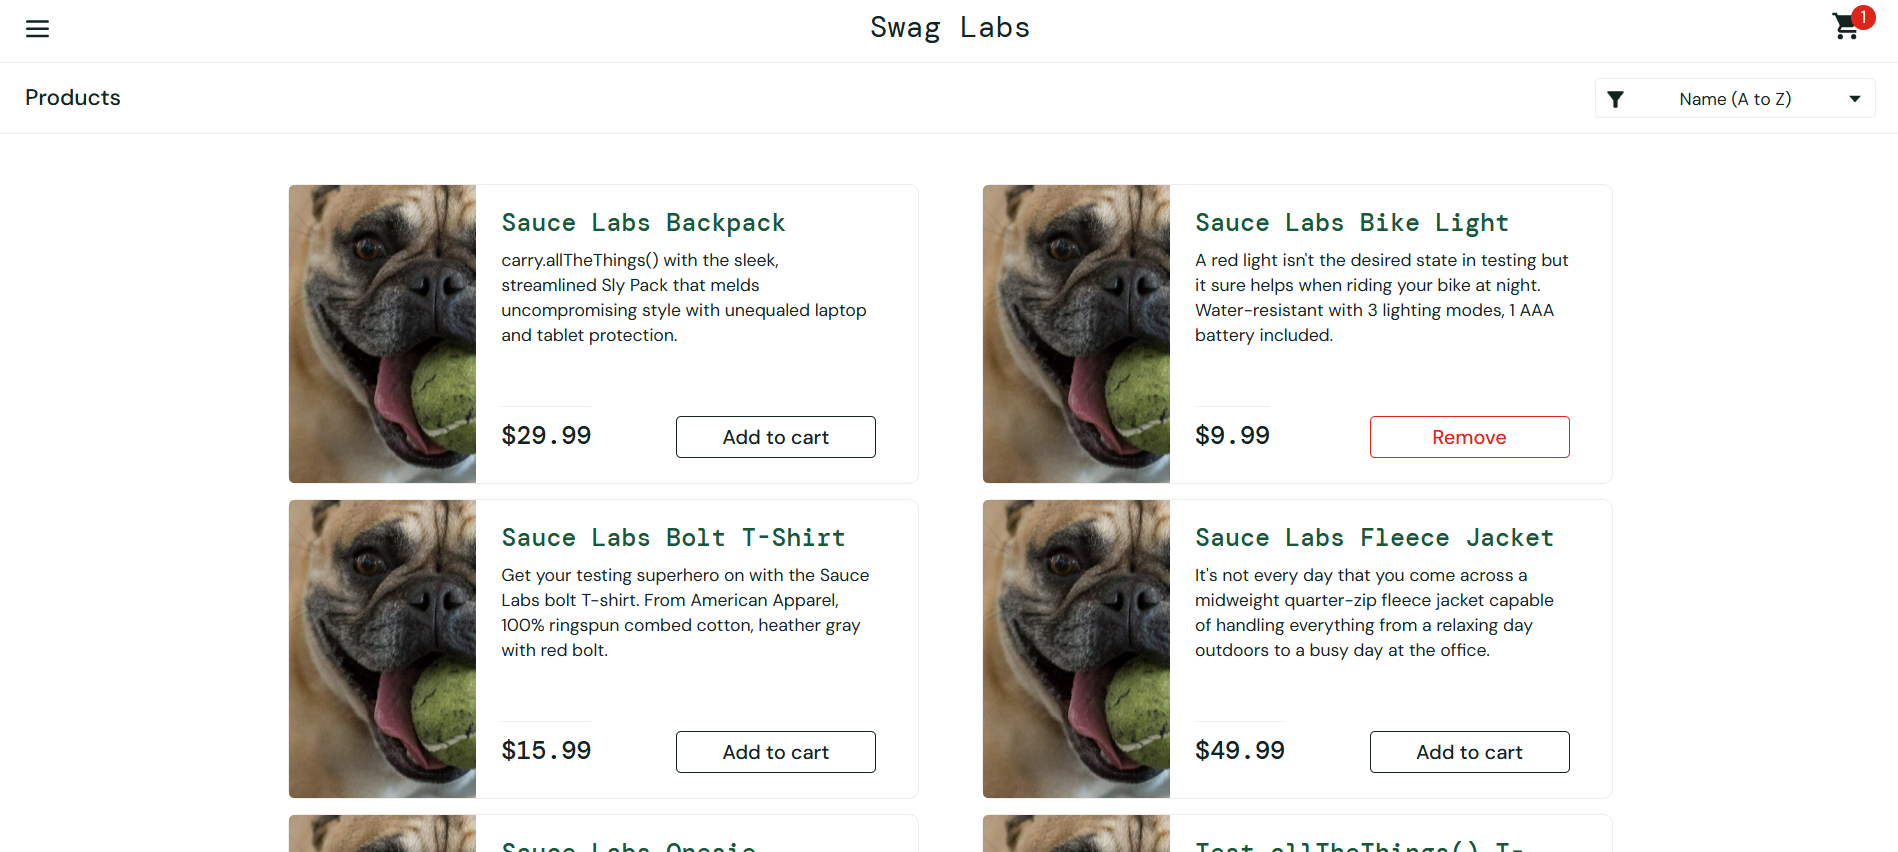 Swag Labs
1
Products
Name (A to Z)
Sauce Labs Backpack
carry.allTheThings() with the sleek,
streamlined Sly Pack that melds
uncompromising style with unequaled laptop
and tablet protection.
$29.99
Add to cart
Sauce Labs Bike Light
A red light isn't the desired state in testing but
it sure helps when riding your bike at night.
Water-resistant with 3 lighting modes, 1 AAA
battery included.
$9.99
Remove
Sauce Labs Bolt T-Shirt
Get your testing superhero on with the Sauce
Labs bolt T-shirt. From American Apparel,
100% ringspun combed cotton, heather gray
with red bolt.
$15.99
Add to cart
Sauce Labs Fleece Jacket
It's not every day that you come across a
midweight quarter-zip fleece jacket capable
of handling everything from a relaxing day
outdoors to a busy day at the office.
$49.99
Add to cart
Sauce Labs Onesie
Test.allTheThings() T-